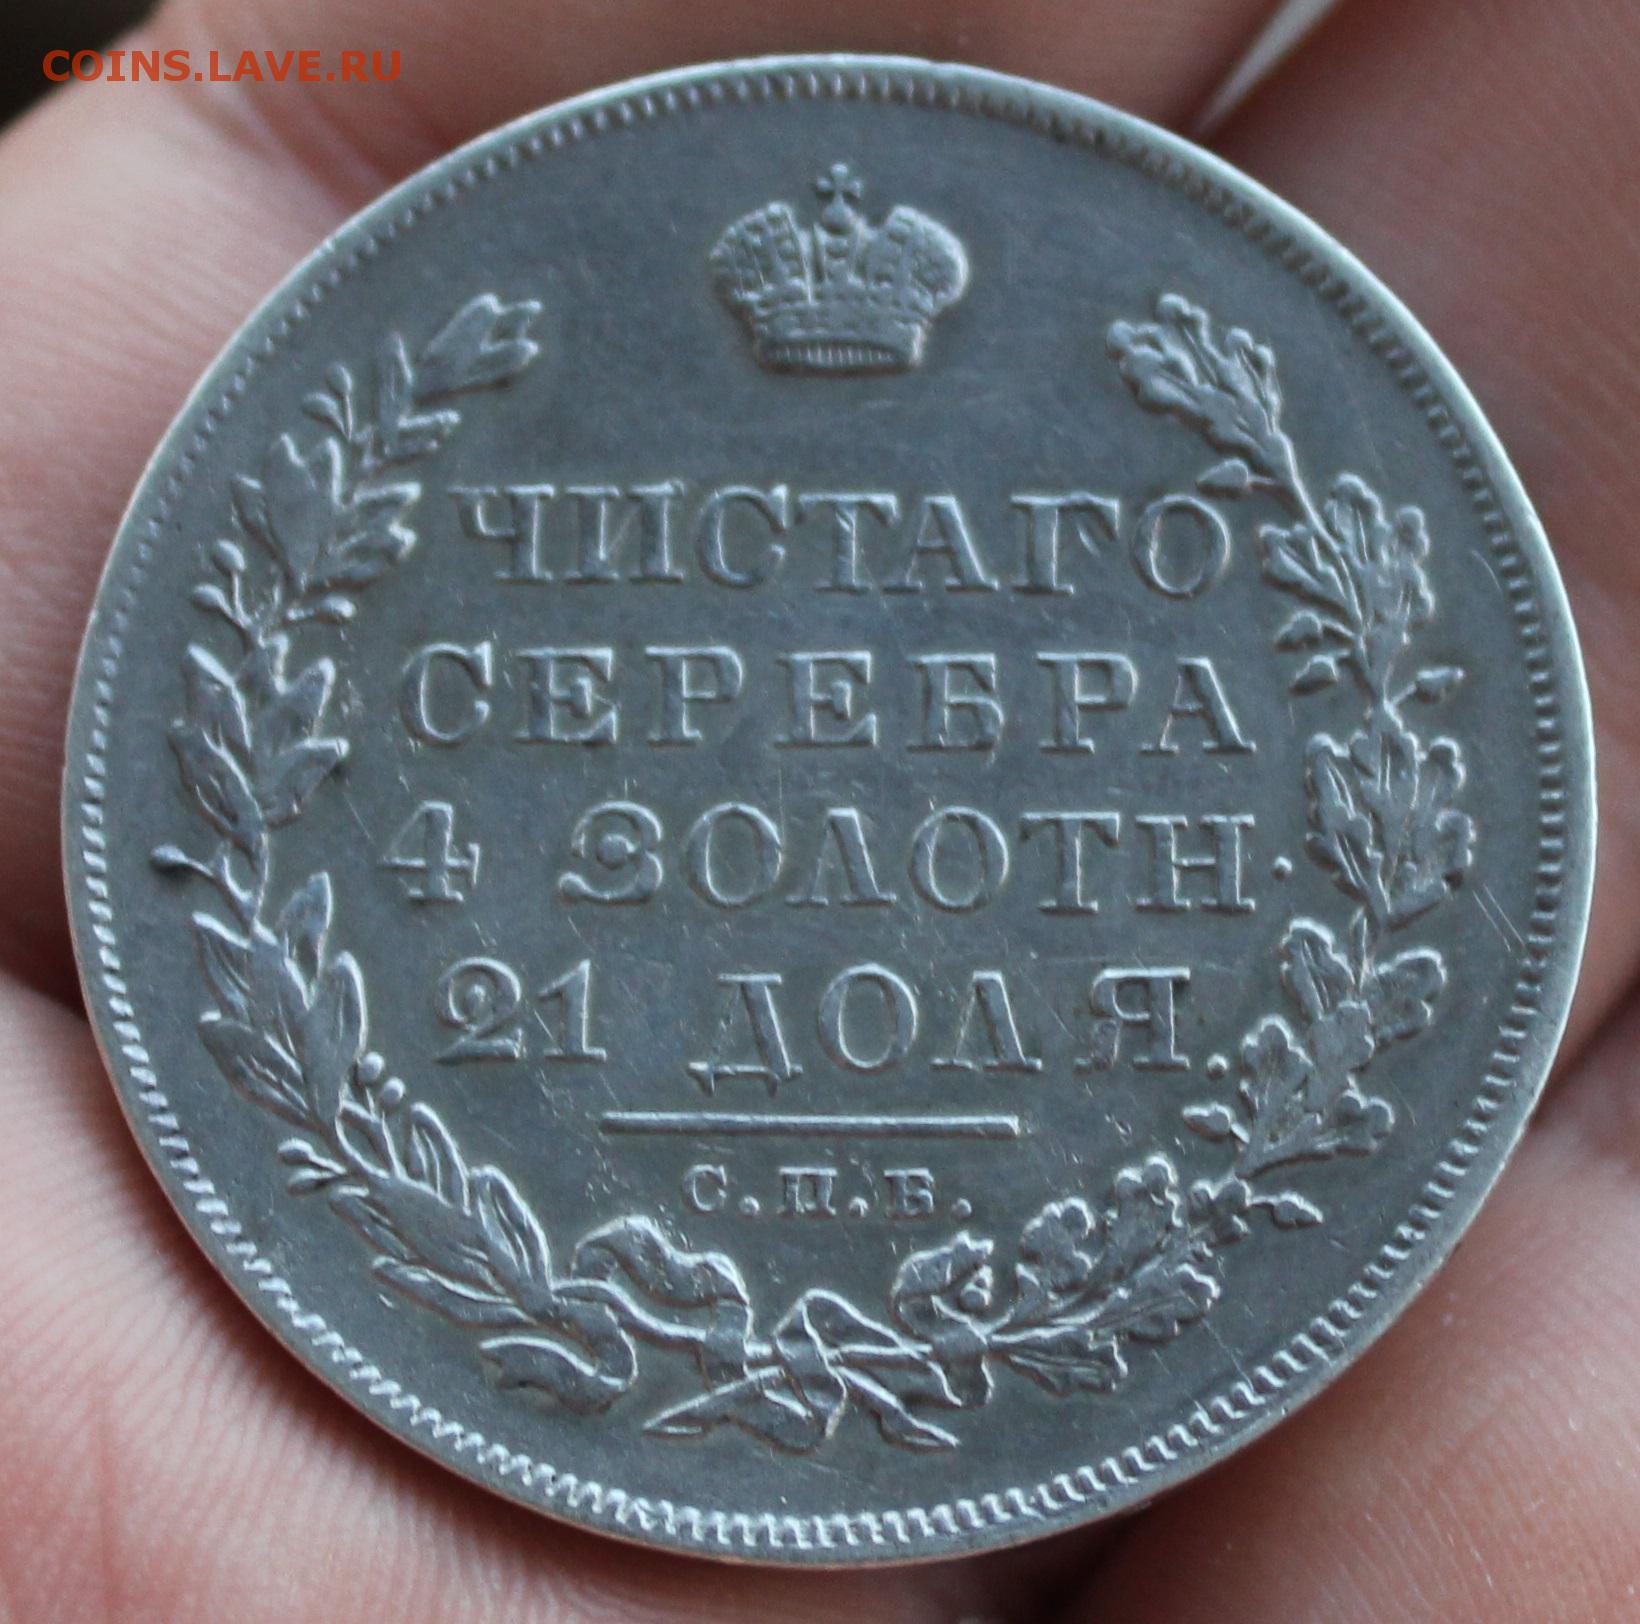 COINS.LAVE.RU
ЧИСТАГО
СЕРЕБРА
4 ЗОЛОТН.
21 ДОЛЯ.
С.П.Б.